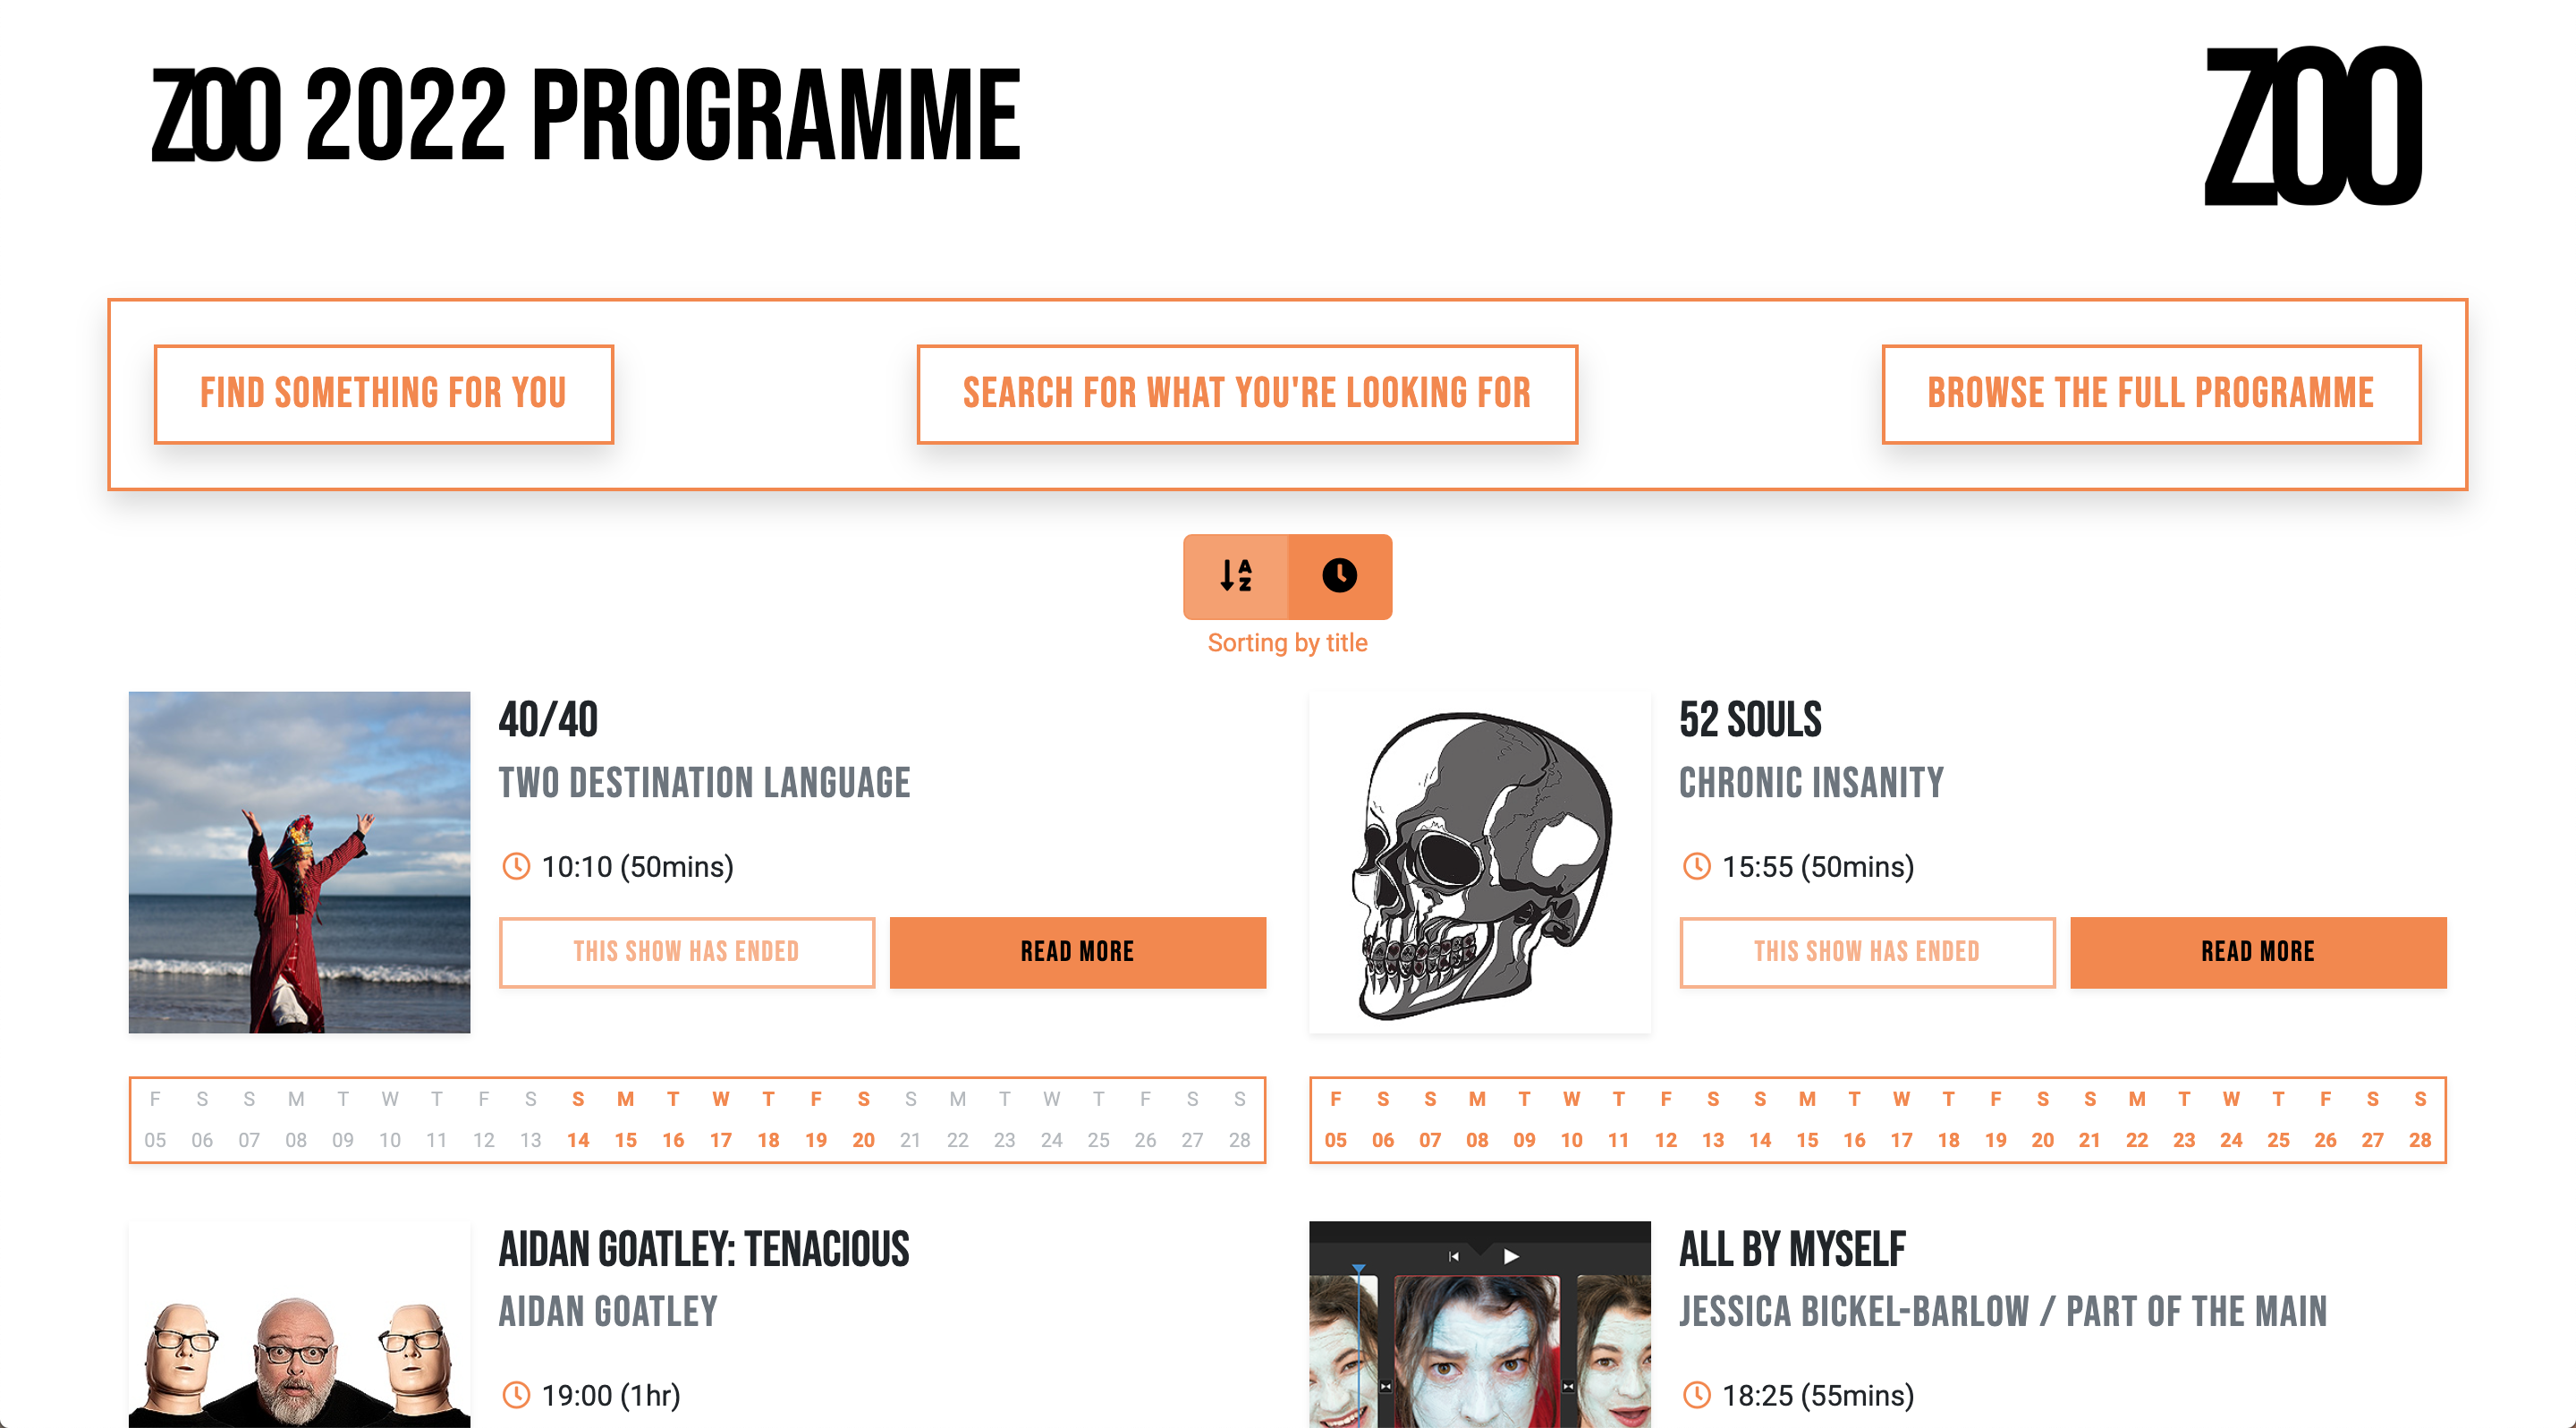 ZOO 2022 PROGRAMME
ZOO
FIND SOMETHING FOR YOU
SEARCH FOR WHAT YOU'RE LOOKING FOR
BROWSE THE FULL PROGRAMME
A
Z
Sorting by title
40/40
TWO DESTINATION LANGUAGE
10:10 (50mins)
THIS SHOW HAS ENDED
READ MORE
F S S M T W T F S S M T W T F S S M T W T F S S
05 06 07 08 09 10 11 12 13 14 15 16 17 18 19 20 21 22 23 24 25 26 27 28
52 SOULS
CHRONIC INSANITY
15:55 (50mins)
THIS SHOW HAS ENDED
READ MORE
F S S M T W T F S S M T W T F S S M T W T F S S
05 06 07 08 09 10 11 12 13 14 15 16 17 18 19 20 21 22 23 24 25 26 27 28
AIDAN GOATLEY: TENACIOUS
AIDAN GOATLEY
19:00 (1hr)
ALL BY MYSELF
JESSICA BICKEL-BARLOW / PART OF THE MAIN
18:25 (55mins)